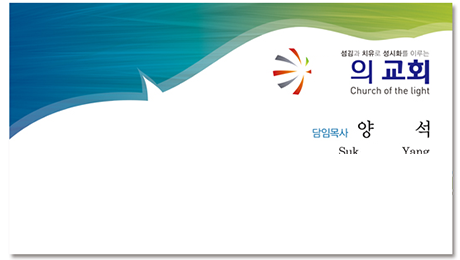 섬김과 치유로 성시화를 이루는
의 교회
Church of the light
담임목사 양 석
Suk Yang